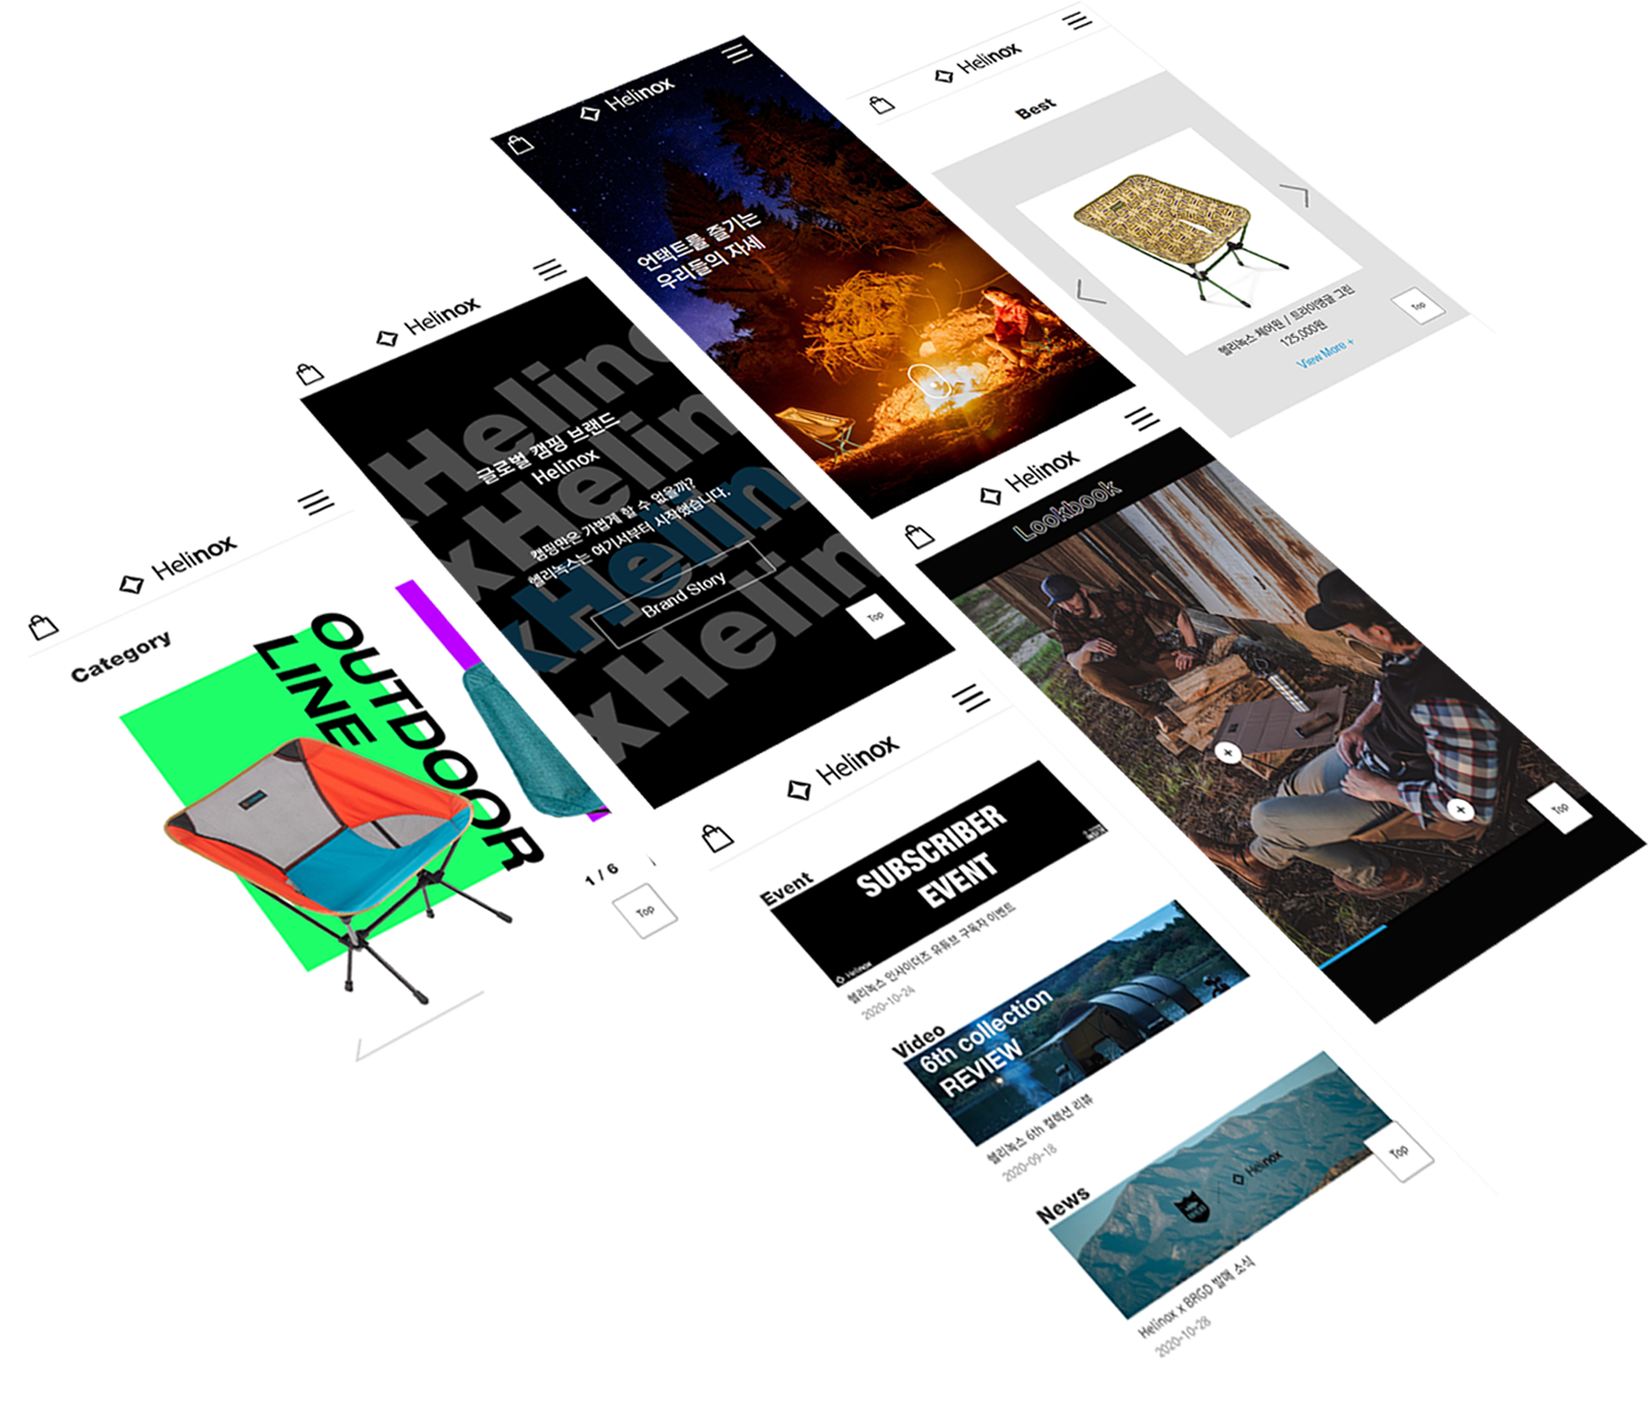 Helinox
Best
헬리녹스 체어원 / 트라이앵글 그린
125,000원
View More +
Top
Helinox
언택트를 즐기는
우리들의 자세
Helinox
글로벌 캠핑 브랜드
Helinox
캠핑만은 가볍게 할 수 없을까?
헬리녹스는 여기서부터 시작했습니다.
Brand Story
Top
Helino
xHelin
xHelin
xHelin
Helinox
Category
OUTDOOR
LINE
1 / 6
Top
Helinox
Lookbook
Top
Helinox
Event
SUBSCRIBER
EVENT
Helinox
헬리녹스 인사이더즈 유튜브 구독자 이벤트
2020-10-24
Video
6th collection
REVIEW
헬리녹스 6th 컬렉션 리뷰
2020-09-18
News
Helinox
Helinox x BRGD 발매 소식
2020-10-28
Top